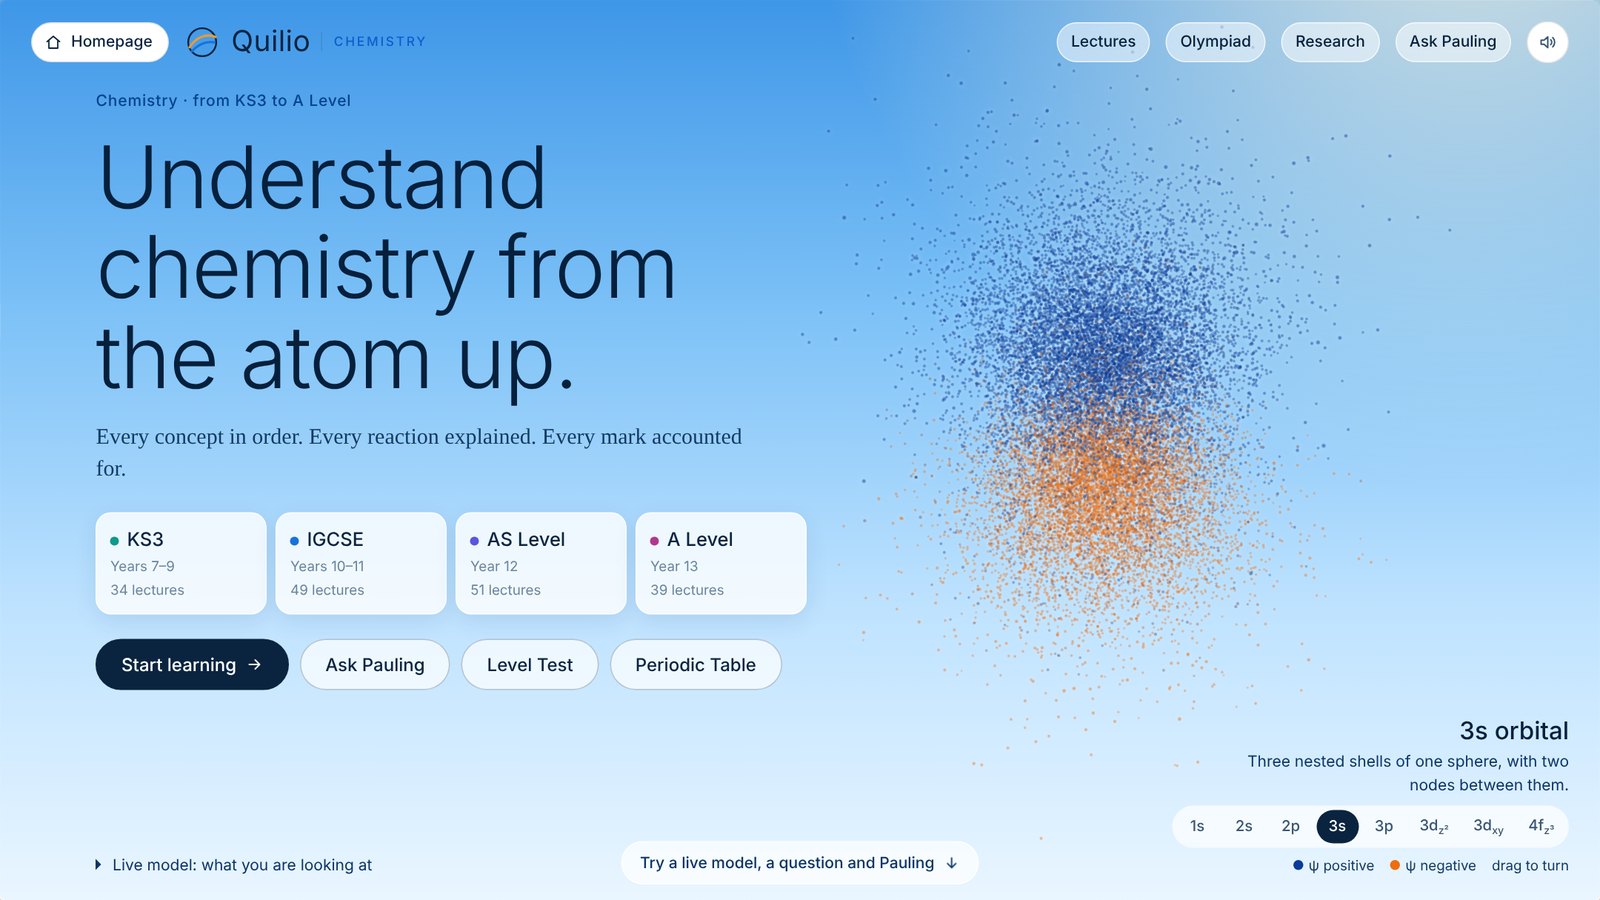 Homepage
Quilio
CHEMISTRY
Lectures
Olympiad
Research
Ask Pauling
Chemistry · from KS3 to A Level
Understand
chemistry from
the atom up.
Every concept in order. Every reaction explained. Every mark accounted
for.
KS3
Years 7–9
34 lectures
IGCSE
Years 10–11
49 lectures
AS Level
Year 12
51 lectures
A Level
Year 13
39 lectures
Start learning →
Ask Pauling
Level Test
Periodic Table
3s orbital
Three nested shells of one sphere, with two
nodes between them.
1s 2s 2p 3s 3p 3dz² 3dxy 4fz³
ψ positive ψ negative drag to turn
Live model: what you are looking at
Try a live model, a question and Pauling ↓